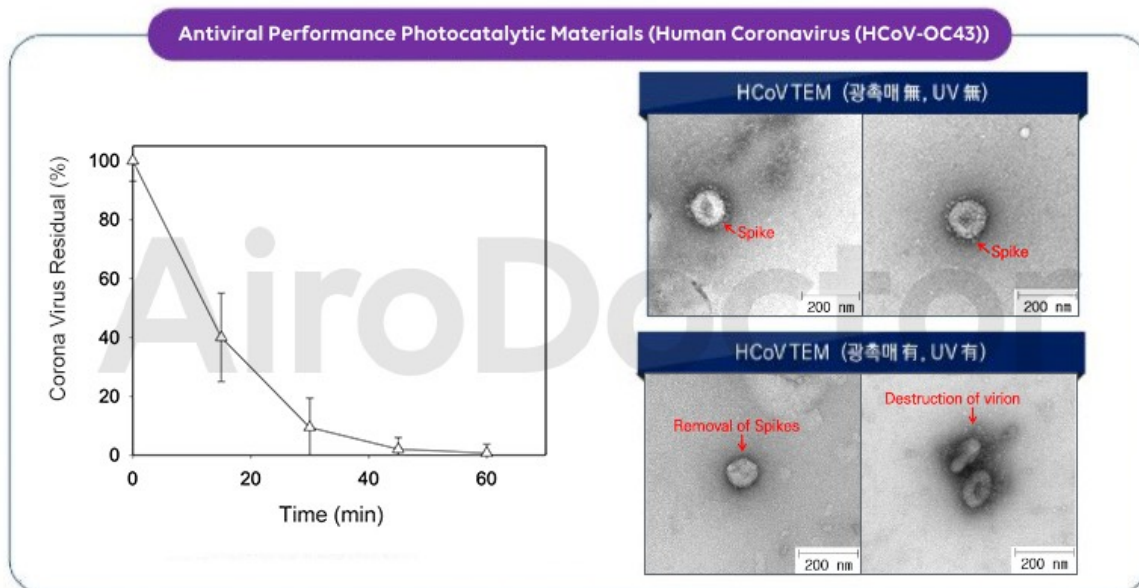 Antiviral Performance Photocatalytic Materials (Human Coronavirus (HCoV-OC43))
HCoV TEM (광촉매 無, UV 無)
Spike
Spike
200 nm
200 nm
HCoV TEM (광촉매 有, UV 有)
Removal of Spikes
Destruction of virion
200 nm
200 nm
Corona Virus Residual (%)
100
80
60
40
20
0
0
20
40
60
Time (min)
AiroDoctor